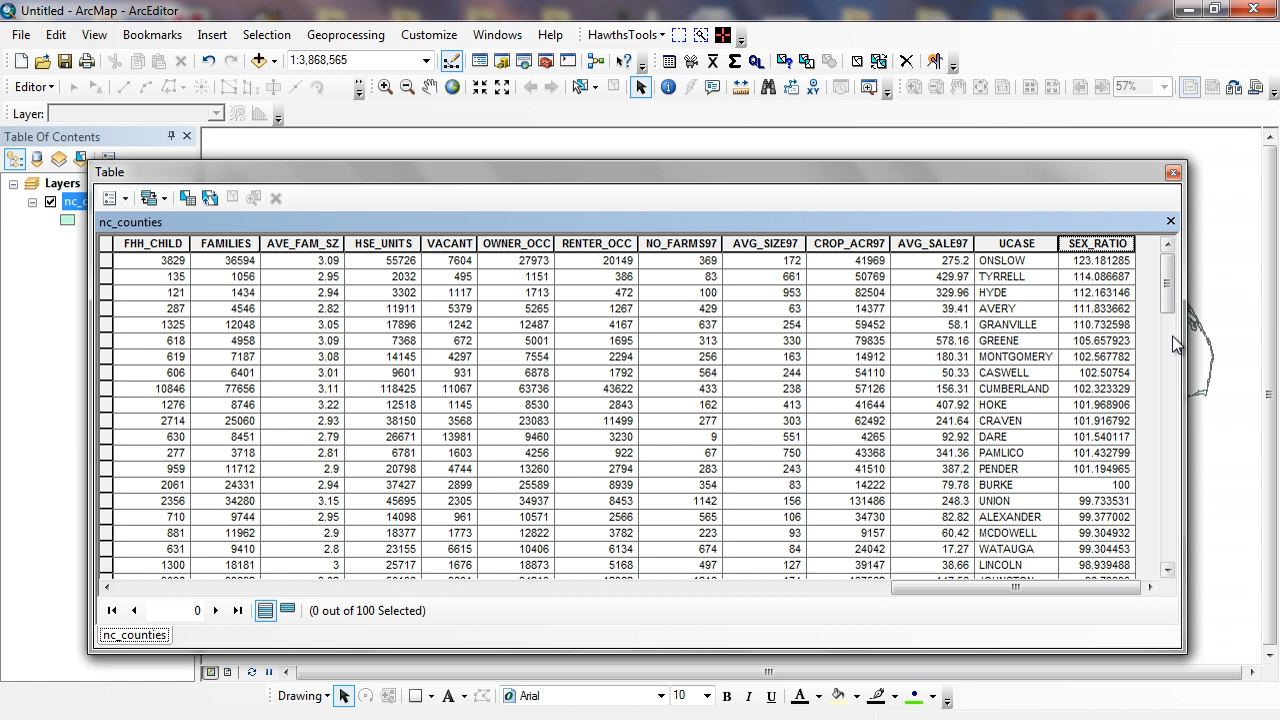 Untitled - ArcMap - ArcEditor
File Edit View Bookmarks Insert Selection Geoprocessing Customize Windows Help HawthsTools
1:3,868,565
Editor 57%
Layer:
Table Of Contents
Layers
nc_c
Table
nc_counties
FHH_CHILD FAMILIES AVE_FAM_SZ HSE_UNITS VACANT OWNER_OCC RENTER_OCC NO_FARMS97 AVG_SIZE97 CROP_ACR97 AVG_SALE97 UCASE SEX_RATIO
3829 36594 3.09 55726 7604 27973 20149 369 172 41969 275.2 ONSLOW 123.181285
135 1056 2.95 2032 495 1151 386 83 661 50769 429.97 TYRRELL 114.086687
121 1434 2.94 3302 1117 1713 472 100 953 82504 329.96 HYDE 112.163146
287 4546 2.82 11911 5379 5265 1267 429 63 14377 39.41 AVERY 111.833662
1325 12048 3.05 17896 1242 12487 4167 637 254 59452 58.1 GRANVILLE 110.732598
618 4958 3.09 7368 672 5001 1695 313 330 79835 578.16 GREENE 105.657923
619 7187 3.08 14145 4297 7554 2294 256 163 14912 180.31 MONTGOMERY 102.567782
606 6401 3.01 9601 931 6878 1792 564 244 54110 50.33 CASWELL 102.50754
10846 77656 3.11 118425 11067 63736 43622 433 238 57126 156.31 CUMBERLAND 102.323329
1276 8746 3.22 12518 1145 8530 2843 162 413 41644 407.92 HOKE 101.968906
2714 25060 2.93 38150 3568 23083 11499 277 303 62492 241.64 CRAVEN 101.916792
630 8451 2.79 26671 13981 9460 3230 9 551 4265 92.92 DARE 101.540117
277 3718 2.81 6781 1603 4256 922 67 750 43368 341.36 PAMLICO 101.432799
959 11712 2.9 20798 4744 13260 2794 283 243 41510 387.2 PENDER 101.194965
2061 24331 2.94 37427 2899 25589 8939 354 83 14222 79.78 BURKE 100
2356 34280 3.15 45695 2305 34937 8453 1142 156 131486 248.3 UNION 99.733531
710 9744 2.95 14098 961 10571 2566 565 106 34730 82.82 ALEXANDER 99.377002
881 11962 2.9 18377 1773 12822 3782 223 93 9157 60.42 MCDOWELL 99.304932
631 9410 2.8 23155 6615 10406 6134 674 84 24042 17.27 WATAUGA 99.304453
1300 18181 3 25717 1676 18873 5168 497 127 39147 38.66 LINCOLN 98.939488
0 (0 out of 100 Selected)
nc_counties
Drawing A Arial 10 B I U A